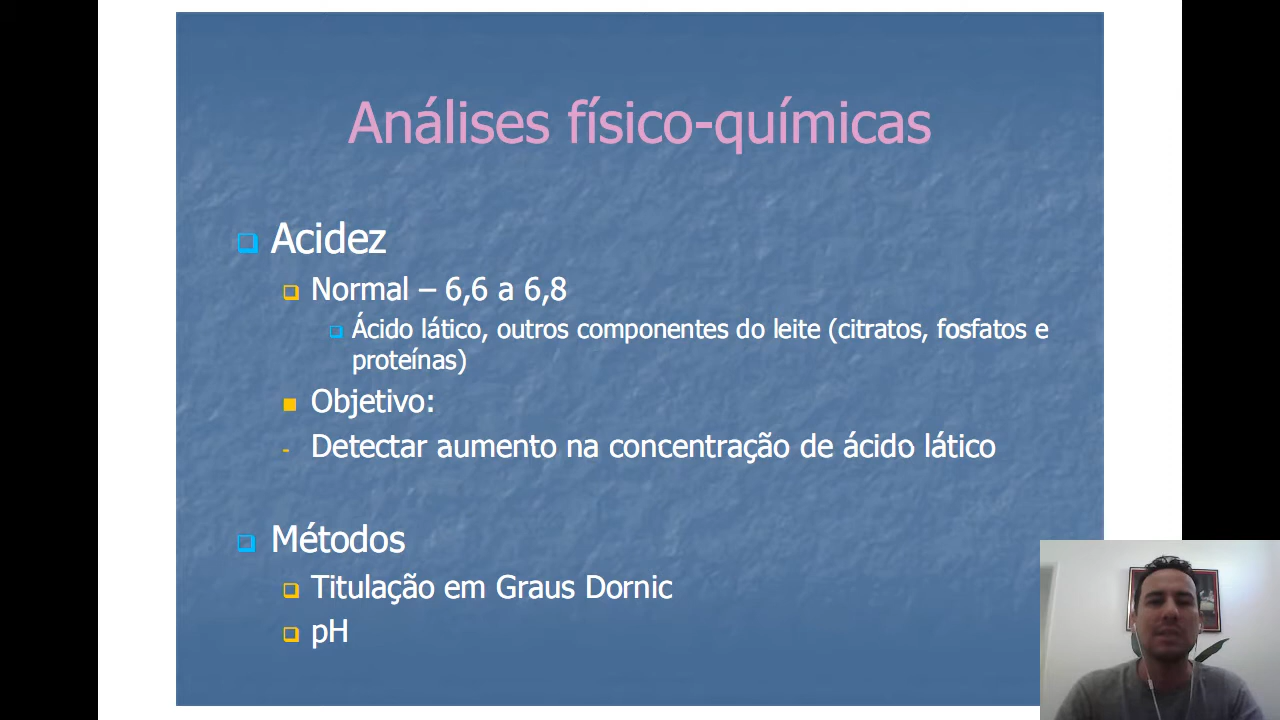 Análises físico-químicas
Acidez
Normal – 6,6 a 6,8
Ácido lático, outros componentes do leite (citratos, fosfatos e
proteínas)
Objetivo:
- Detectar aumento na concentração de ácido lático
Métodos
Titulação em Graus Dornic
pH